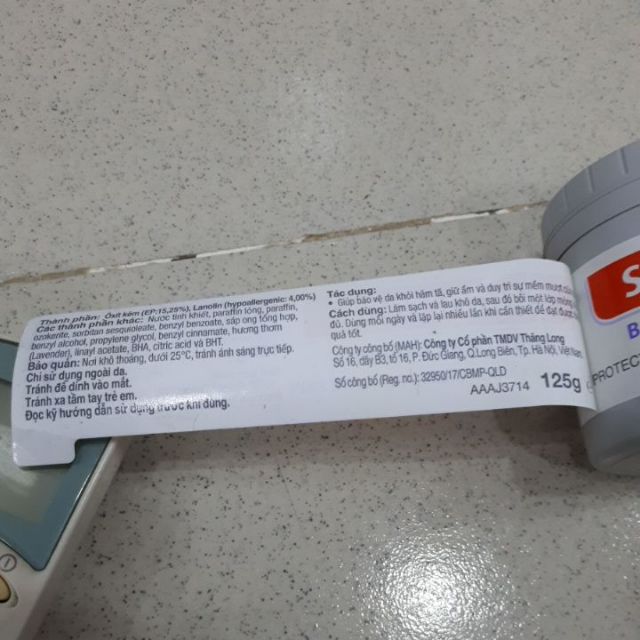 Thành phần: Oxit kẽm (EP:15,25%), Lanolin (hypoallergenic: 4,00%)
Các thành phần khác: Nước tinh khiết, paraffin lỏng, paraffin,
ozokerite, sorbitan sesquioleate, benzyl benzoate, sáp ong tổng hợp,
benzyl alcohol, propylene glycol, benzyl cinnamate, hương thơm
(Lavender), linayl acetate, BHA, citric acid và BHT.
Bảo quản: Nơi khô thoáng, dưới 25°C, tránh ánh sáng trực tiếp.
Chỉ sử dụng ngoài da.
Tránh để dính vào mắt.
Tránh xa tầm tay trẻ em.
Đọc kỹ hướng dẫn sử dụng trước khi dùng.
Tác dụng:
• Giúp bảo vệ da khỏi hăm tã, giữ ẩm và duy trì sự mềm mượt
Cách dùng: Làm sạch và lau khô da, sau đó bôi một lớp mỏng
đủ. Dùng mỗi ngày và lặp lại nhiều lần khi cần thiết để đạt được
quả tốt.
Công ty công bố (MAH): Công ty Cổ phần TMDV Thăng Long
Số 16, dãy B3, tổ 16, P. Đức Giang, Q.Long Biên, Tp. Hà Nội, Việt Nam
Số công bố (Reg. no.): 32950/17/CBMP-QLD
AAAJ3714 125g
S
B
PROTECT